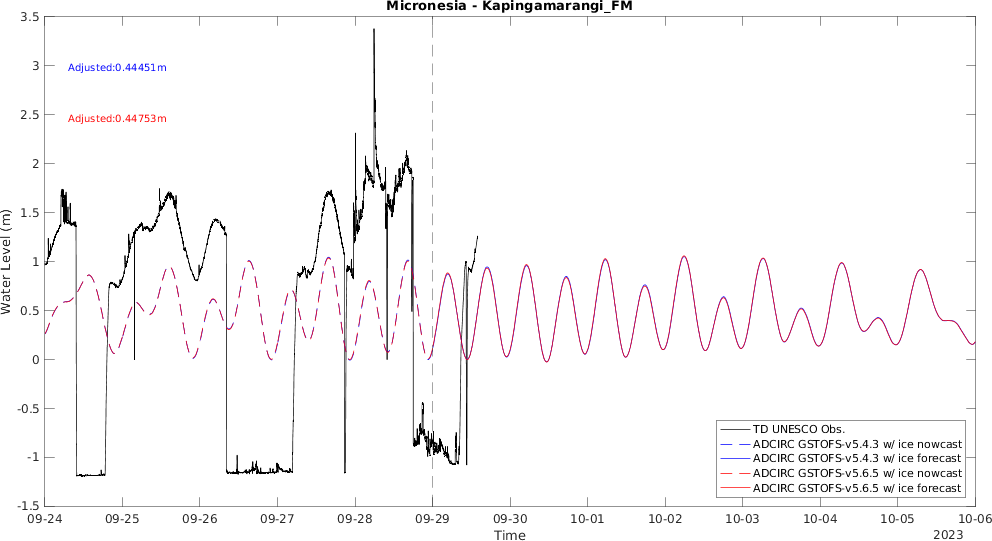 Micronesia - Kapingamarangi_FM
3.5
3
2.5
2
1.5
1
0.5
0
-0.5
-1
-1.5
Water Level (m)
Adjusted:0.44451m
Adjusted:0.44753m
TD UNESCO Obs.
ADCIRC GSTOFS-v5.4.3 w/ ice nowcast
ADCIRC GSTOFS-v5.4.3 w/ ice forecast
ADCIRC GSTOFS-v5.6.5 w/ ice nowcast
ADCIRC GSTOFS-v5.6.5 w/ ice forecast
09-24 09-25 09-26 09-27 09-28 09-29 09-30 10-01 10-02 10-03 10-04 10-05 10-06
Time
2023